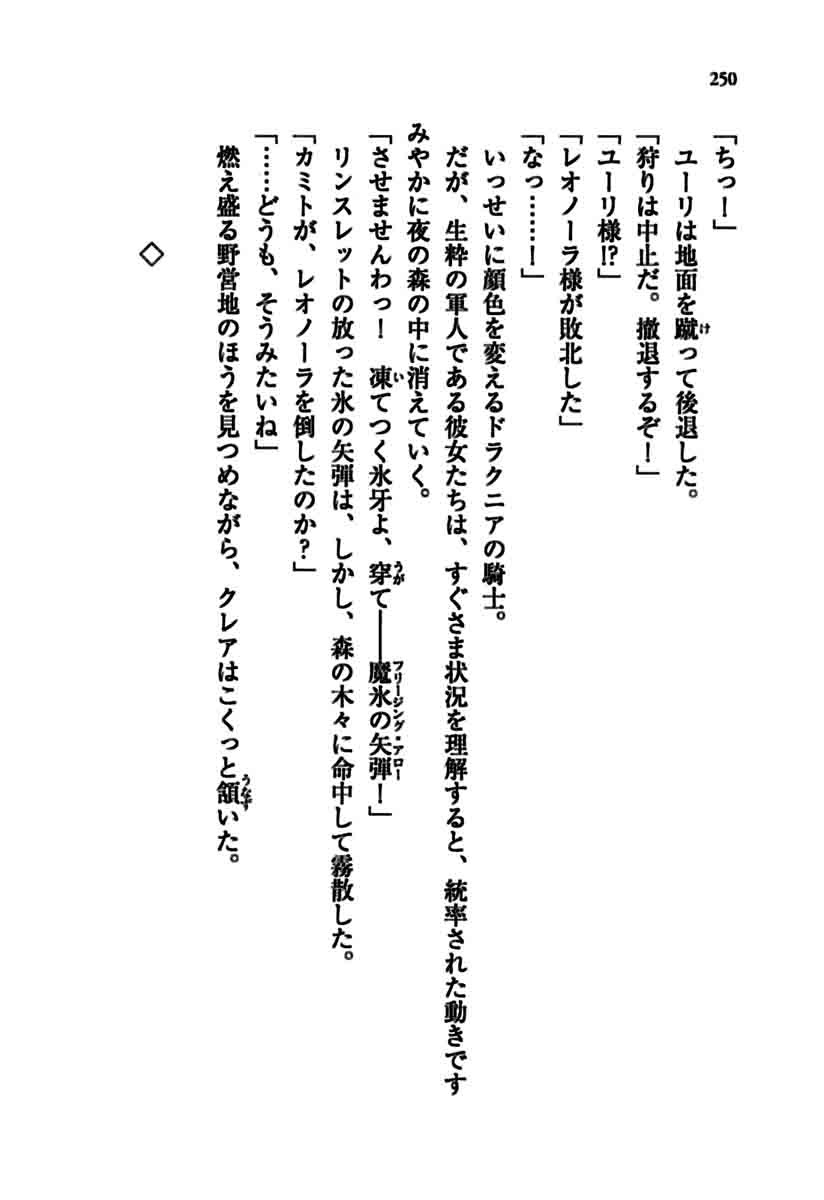 250
「ちっ！」
　ユーリは地面を蹴って後退した。
「狩りは中止だ。撤退するぞ！」
「ユーリ様!?」
「レオノーラ様が敗北した」
「なっ……！」
　いっせいに顔色を変えるドラクニアの騎士。
　だが、生粋の軍人である彼女たちは、すぐさま状況を理解すると、統率された動きです
みやかに夜の森の中に消えていく。
「させませんわっ！　凍てつく氷牙よ、穿て――魔氷の矢弾！」
　リンスレットの放った氷の矢弾は、しかし、森の木々に命中して霧散した。
「カミトが、レオノーラを倒したのか？」
「……どうも、そうみたいね」
　燃え盛る野営地のほうを見つめながら、クレアはこくっと頷いた。
◇